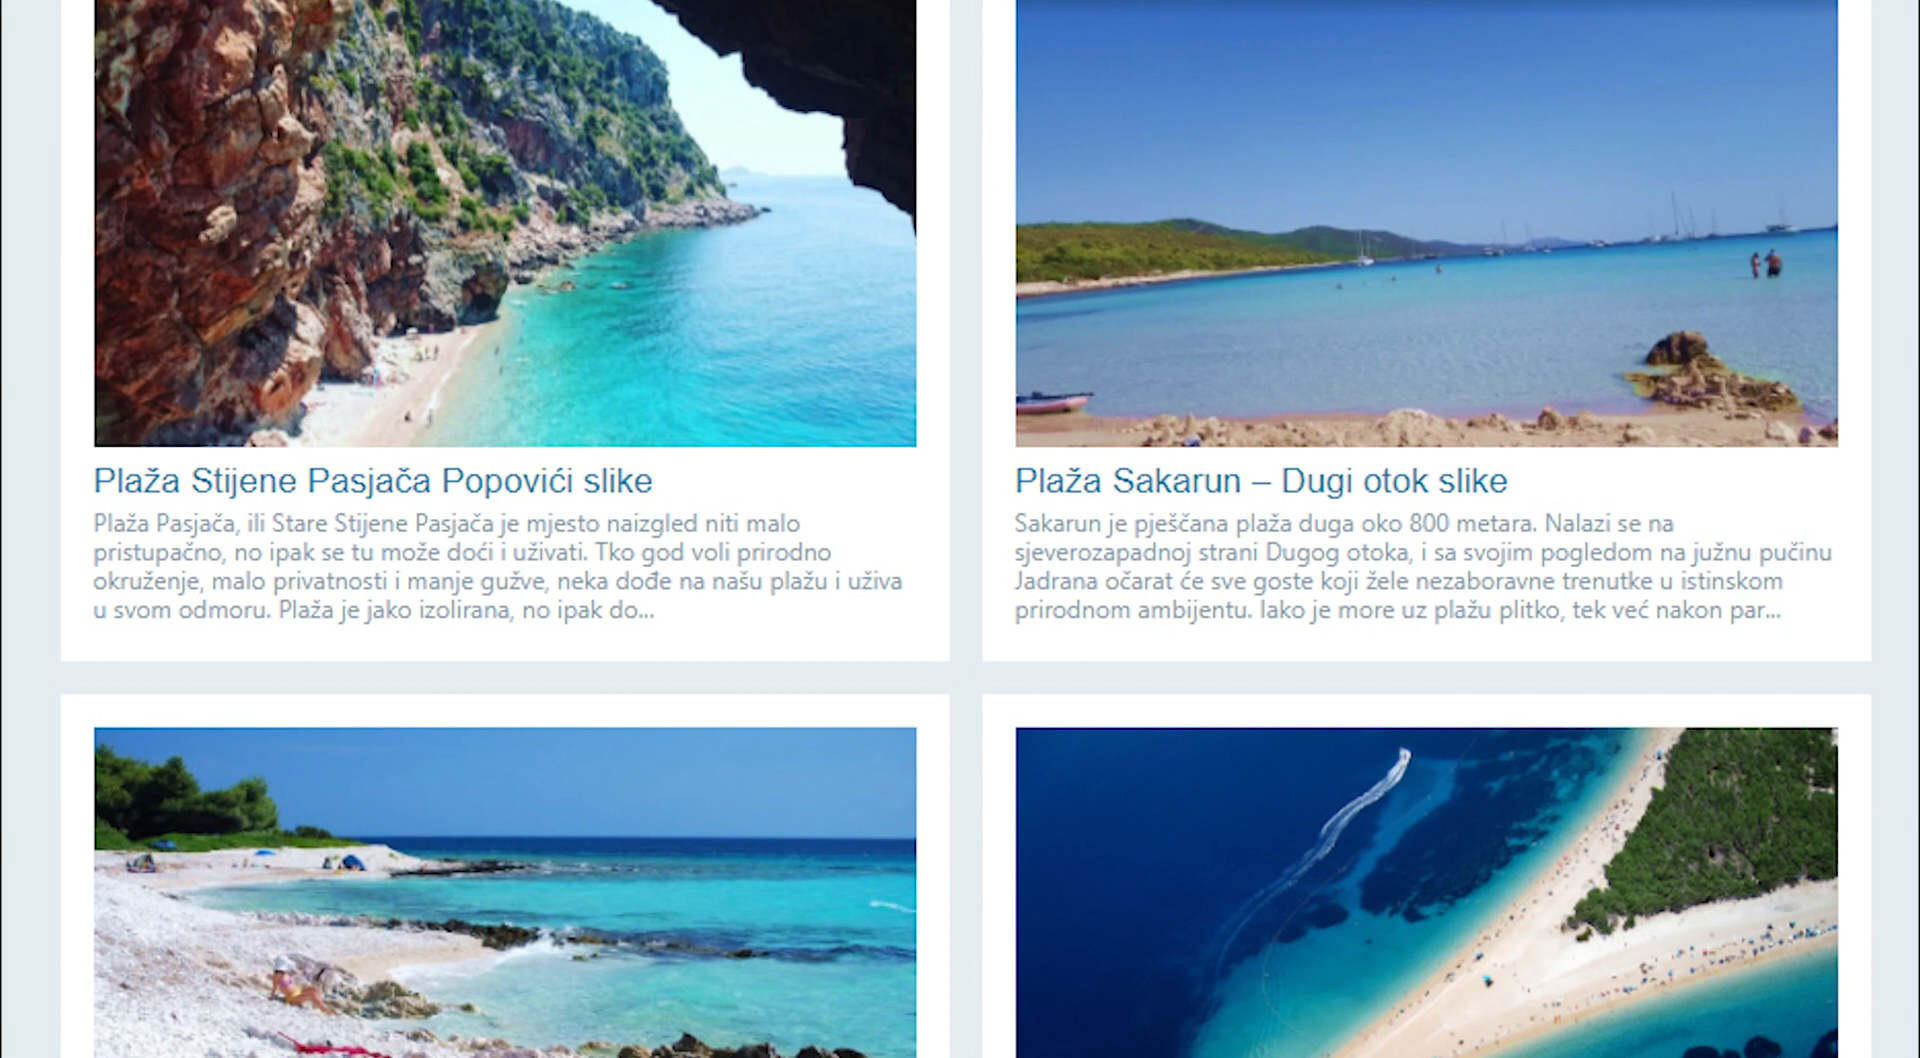 Plaža Stijene Pasjača Popovići slike
Plaža Pasjača, ili Stare Stijene Pasjača je mjesto naizgled niti malo
pristupačno, no ipak se tu može doći i uživati. Tko god voli prirodno
okruženje, malo privatnosti i manje gužve, neka dođe na našu plažu i uživa
u svom odmoru. Plaža je jako izolirana, no ipak do...
Plaža Sakarun – Dugi otok slike
Sakarun je pješčana plaža duga oko 800 metara. Nalazi se na
sjeverozapadnoj strani Dugog otoka, i sa svojim pogledom na južnu pučinu
Jadrana očarat će sve goste koji žele nezaboravne trenutke u istinskom
prirodnom ambijentu. Iako je more uz plažu plitko, tek već nakon par...